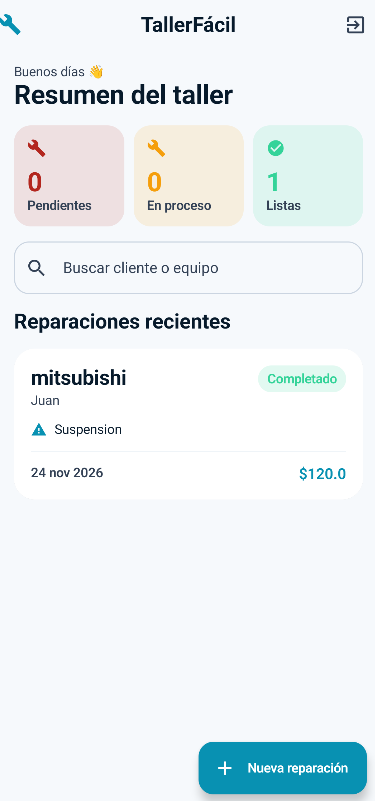 TallerFácil
Buenos días 👋
Resumen del taller
0
Pendientes
0
En proceso
1
Listas
Buscar cliente o equipo
Reparaciones recientes
mitsubishi
Completado
Juan
Suspension
24 nov 2026
$120.0
Nueva reparación